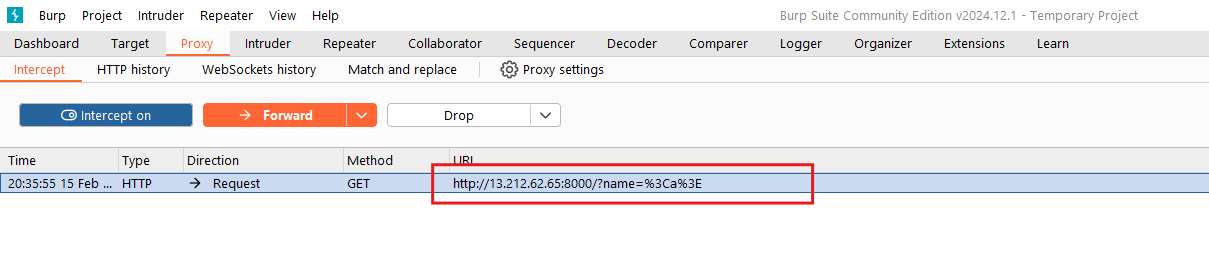 Burp Project Intruder Repeater View Help Burp Suite Community Edition v2024.12.1 - Temporary Project
Dashboard Target Proxy Intruder Repeater Collaborator Sequencer Decoder Comparer Logger Organizer Extensions Learn
Intercept HTTP history WebSockets history Match and replace Proxy settings
Intercept on Forward Drop
Time Type Direction Method URL
20:35:55 15 Feb ... HTTP Request GET http://13.212.62.65:8000/?name=%3Ca%3E